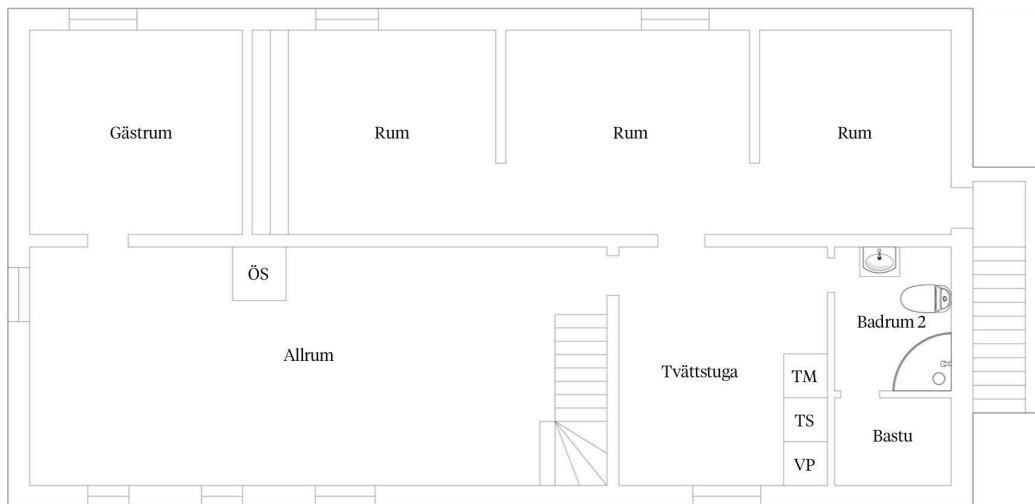 Gästrum
Rum
Rum
Rum
ÖS
Allrum
Tvättstuga
TM
TS
VP
Badrum 2
Bastu